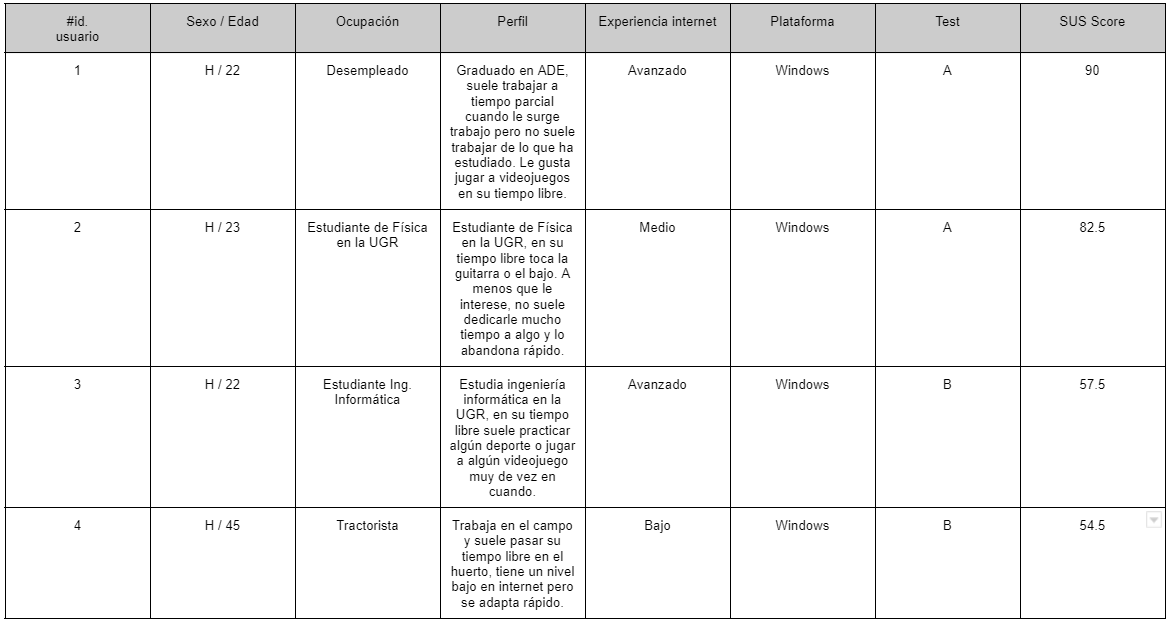 #id.
usuario
Sexo / Edad
Ocupación
Perfil
Experiencia internet
Plataforma
Test
SUS Score
1
H / 22
Desempleado
Graduado en ADE,
suele trabajar a
tiempo parcial
cuando le surge
trabajo pero no suele
trabajar de lo que ha
estudiado. Le gusta
jugar a videojuegos
en su tiempo libre.
Avanzado
Windows
A
90
2
H / 23
Estudiante de Física
en la UGR
Estudiante de Física
en la UGR, en su
tiempo libre toca la
guitarra o el bajo. A
menos que le
interese, no suele
dedicarle mucho
tiempo a algo y lo
abandona rápido.
Medio
Windows
A
82.5
3
H / 22
Estudiante Ing.
Informática
Estudia ingeniería
informática en la
UGR, en su tiempo
libre suele practicar
algún deporte o jugar
a algún videojuego
muy de vez en
cuando.
Avanzado
Windows
B
57.5
4
H / 45
Tractorista
Trabaja en el campo
y suele pasar su
tiempo libre en el
huerto, tiene un nivel
bajo en internet pero
se adapta rápido.
Bajo
Windows
B
54.5